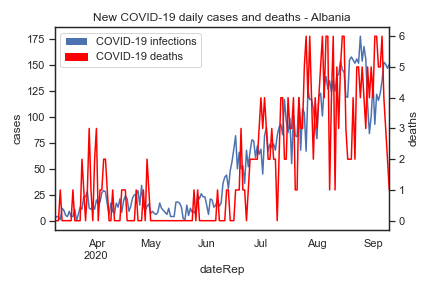 New COVID-19 daily cases and deaths - Albania
COVID-19 infections
COVID-19 deaths
175
150
125
100
75
50
25
0
cases
6
5
4
3
2
1
0
deaths
Apr
2020
May
Jun
Jul
Aug
Sep
dateRep